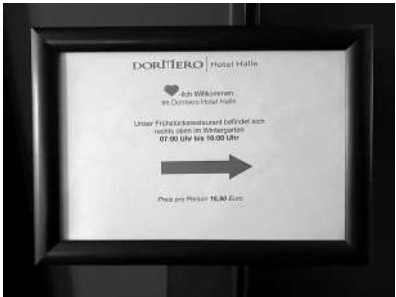 DORMERO | Hotel Halle
-lich Willkommen
im Dormero Hotel Halle
Unser Frühstücksrestaurant befindet sich
rechts oben im Wintergarten
07:00 Uhr bis 10:00 Uhr
Preis pro Person 16,90 Euro